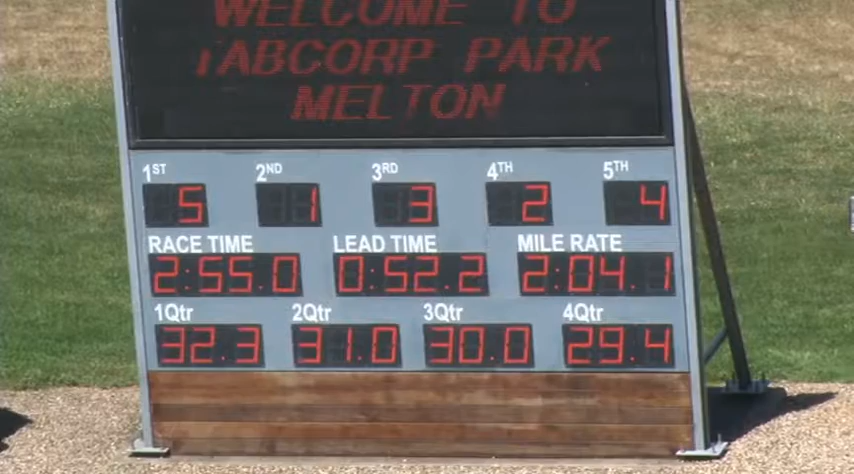 WELCOME TO
TABCORP PARK
MELTON
1ST 2ND 3RD 4TH 5TH
5 1 3 2 4
RACE TIME LEAD TIME MILE RATE
2:55.0 0:52.2 2:04.1
1Qtr 2Qtr 3Qtr 4Qtr
32.3 31.0 30.0 29.4